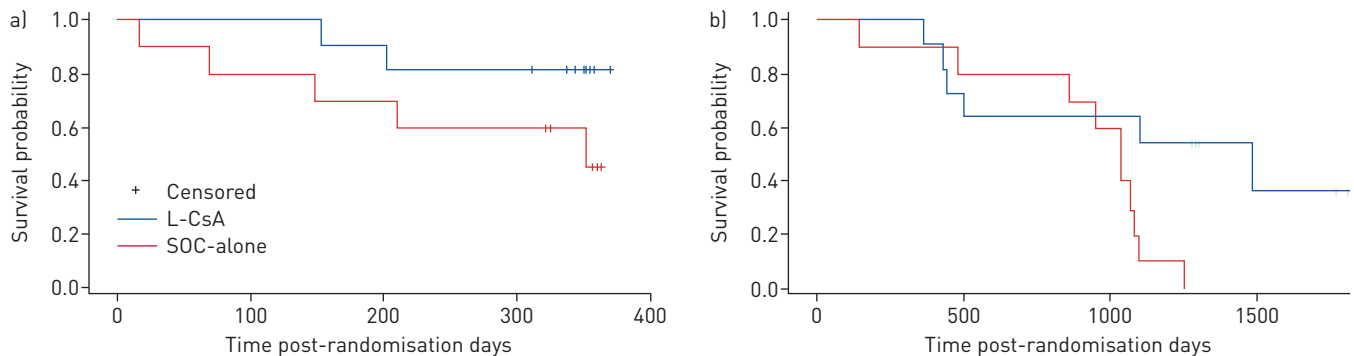 a)
1.0
0.8
0.6
0.4
0.2
0.0
Survival probability
Censored
L-CsA
SOC-alone
0 100 200 300 400
Time post-randomisation days
b)
1.0
0.8
0.6
0.4
0.2
0.0
Survival probability
0 500 1000 1500
Time post-randomisation days